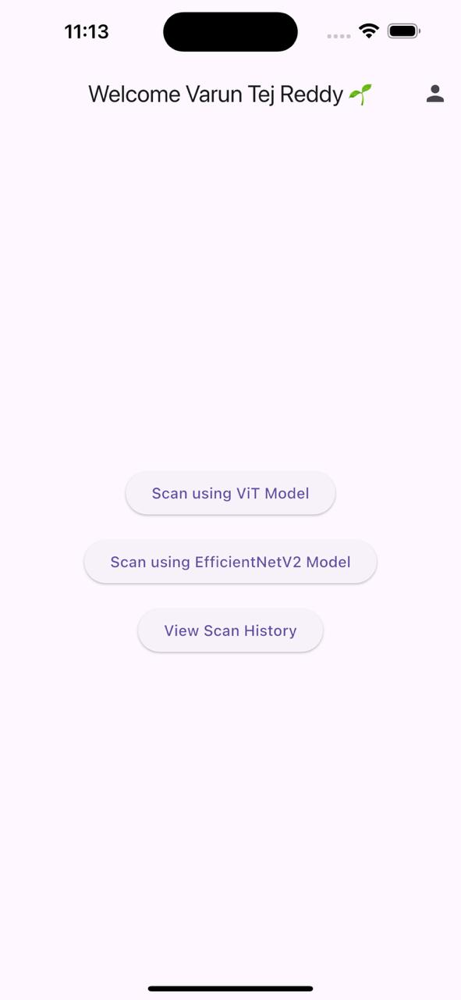 11:13
Welcome Varun Tej Reddy 🌱
Scan using ViT Model
Scan using EfficientNetV2 Model
View Scan History